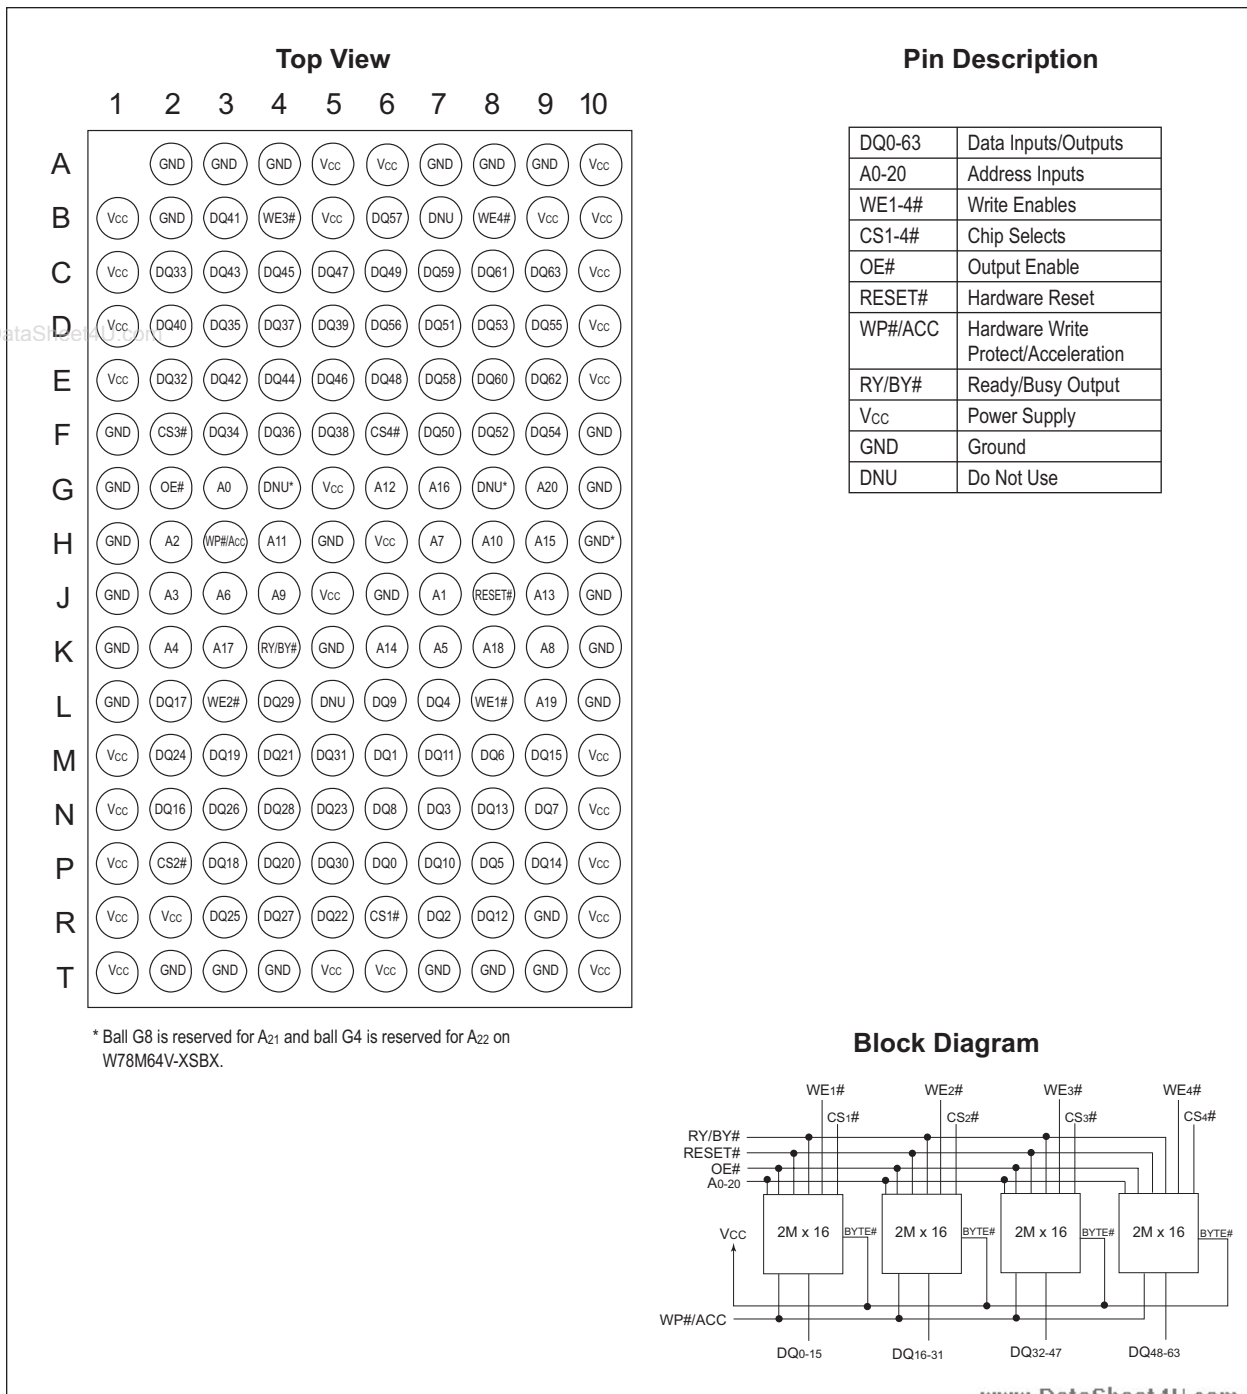 Top View
1 2 3 4 5 6 7 8 9 10
A GND GND GND Vcc Vcc GND GND GND Vcc
B Vcc GND DQ41 WE3# Vcc DQ57 DNU WE4# Vcc Vcc
C Vcc DQ33 DQ43 DQ45 DQ47 DQ49 DQ59 DQ61 DQ63 Vcc
D Vcc DQ40 DQ35 DQ37 DQ39 DQ56 DQ51 DQ53 DQ55 Vcc
E Vcc DQ32 DQ42 DQ44 DQ46 DQ48 DQ58 DQ60 DQ62 Vcc
F GND CS3# DQ34 DQ36 DQ38 CS4# DQ50 DQ52 DQ54 GND
G GND OE# A0 DNU* Vcc A12 A16 DNU* A20 GND
H GND A2 WP#/Acc A11 GND Vcc A7 A10 A15 GND*
J GND A3 A6 A9 Vcc GND A1 RESET# A13 GND
K GND A4 A17 RY/BY# GND A14 A5 A18 A8 GND
L GND DQ17 WE2# DQ29 DNU DQ9 DQ4 WE1# A19 GND
M Vcc DQ24 DQ19 DQ21 DQ31 DQ1 DQ11 DQ6 DQ15 Vcc
N Vcc DQ16 DQ26 DQ28 DQ23 DQ8 DQ3 DQ13 DQ7 Vcc
P Vcc CS2# DQ18 DQ20 DQ30 DQ0 DQ10 DQ5 DQ14 Vcc
R Vcc Vcc DQ25 DQ27 DQ22 CS1# DQ2 DQ12 GND Vcc
T Vcc GND GND GND Vcc Vcc GND GND GND Vcc
* Ball G8 is reserved for A21 and ball G4 is reserved for A22 on
W78M64V-XSBX.
Pin Description
DQ0-63 Data Inputs/Outputs
A0-20 Address Inputs
WE1-4# Write Enables
CS1-4# Chip Selects
OE# Output Enable
RESET# Hardware Reset
WP#/ACC Hardware Write
Protect/Acceleration
RY/BY# Ready/Busy Output
Vcc Power Supply
GND Ground
DNU Do Not Use
Block Diagram
WE1# WE2# WE3# WE4#
CS1# CS2# CS3# CS4#
RY/BY#
RESET#
OE#
A0-20
Vcc 2M x 16 BYTE# 2M x 16 BYTE# 2M x 16 BYTE# 2M x 16 BYTE#
WP#/ACC
DQ0-15 DQ16-31 DQ32-47 DQ48-63
ataSheet4U.com